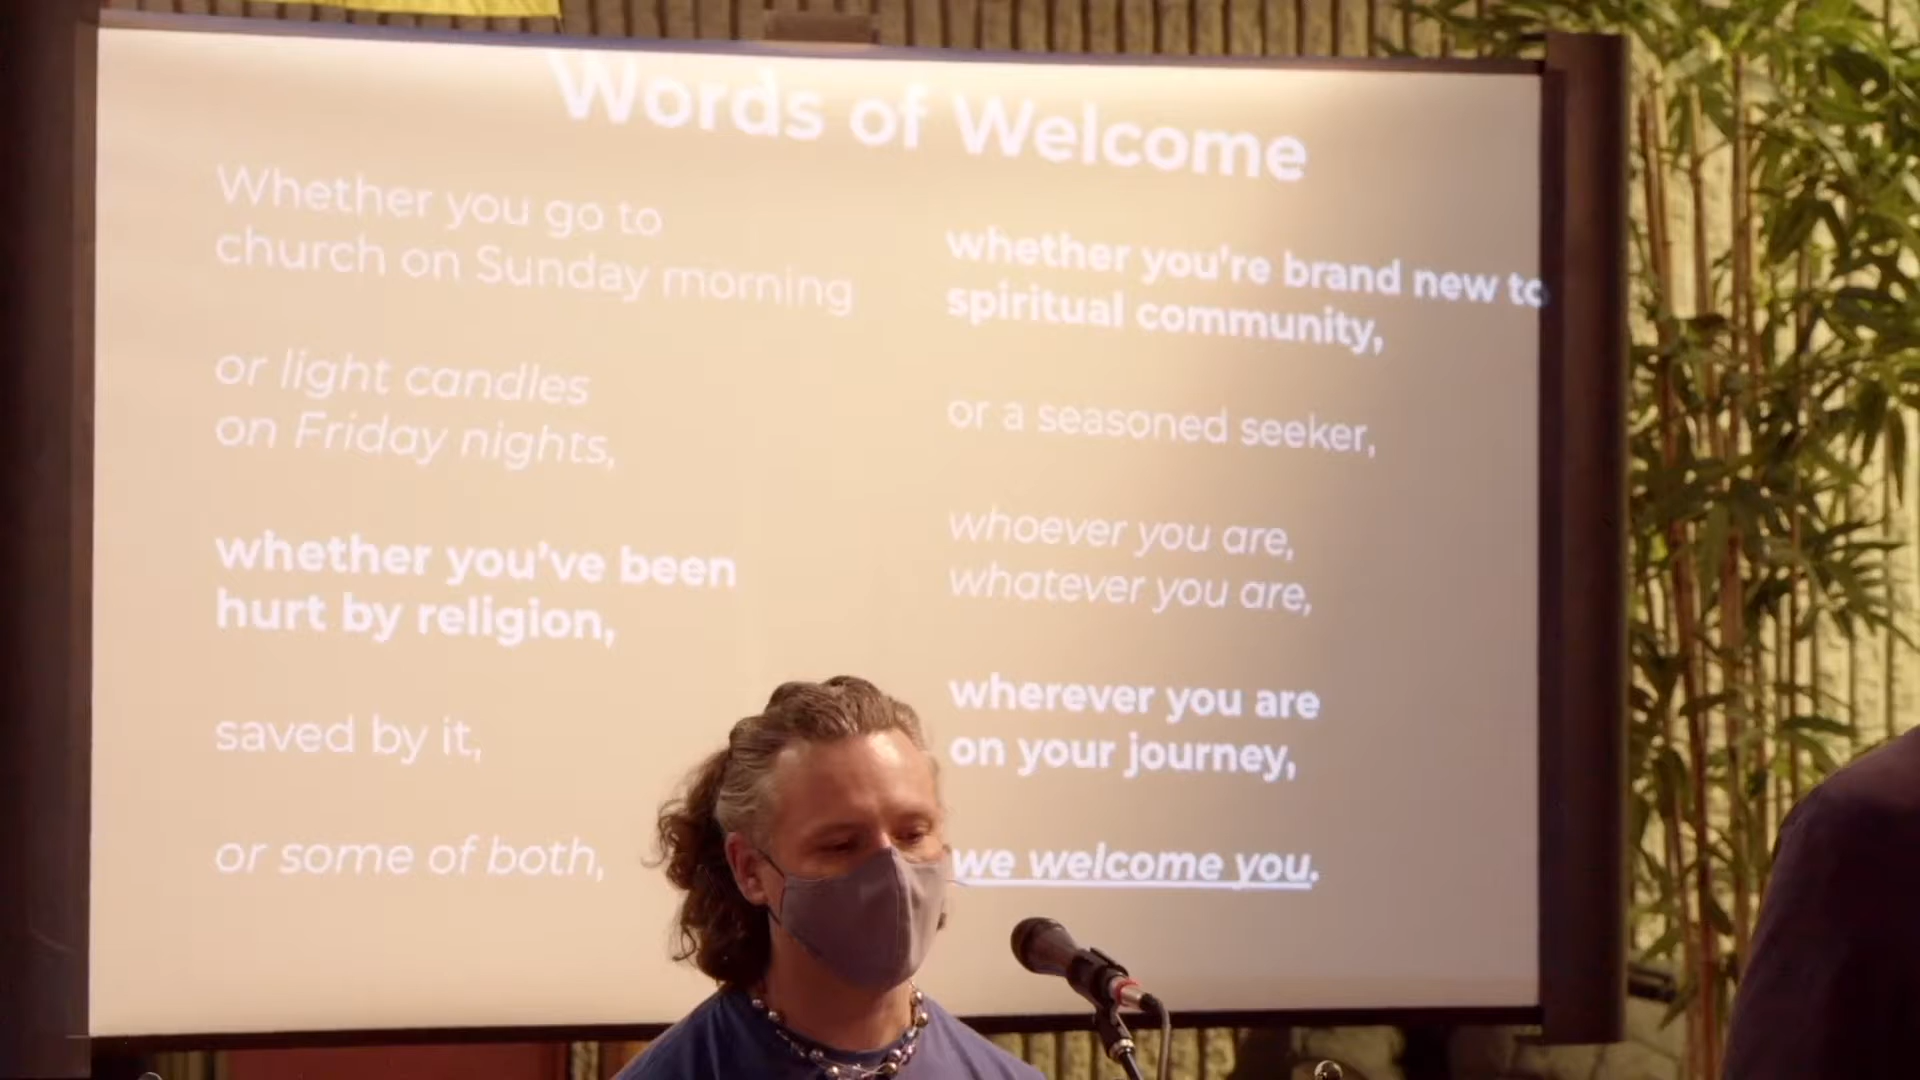 Words of Welcome
Whether you go to
church on Sunday morning
or light candles
on Friday nights,
whether you've been
hurt by religion,
saved by it,
or some of both,
whether you're brand new to
spiritual community,
or a seasoned seeker,
whoever you are,
whatever you are,
wherever you are
on your journey,
we welcome you.